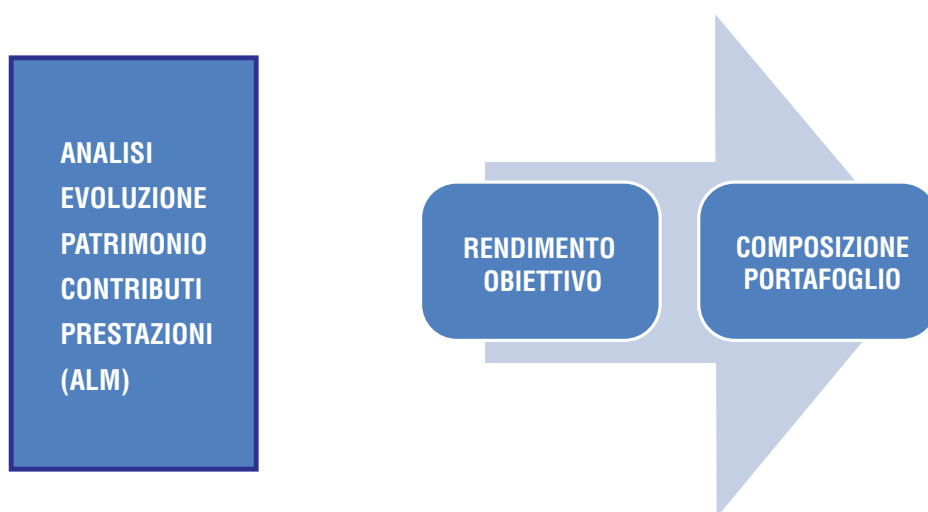 ANALISI
EVOLUZIONE
PATRIMONIO
CONTRIBUTI
PRESTAZIONI
(ALM)
RENDIMENTO
OBIETTIVO
COMPOSIZIONE
PORTAFOGLIO